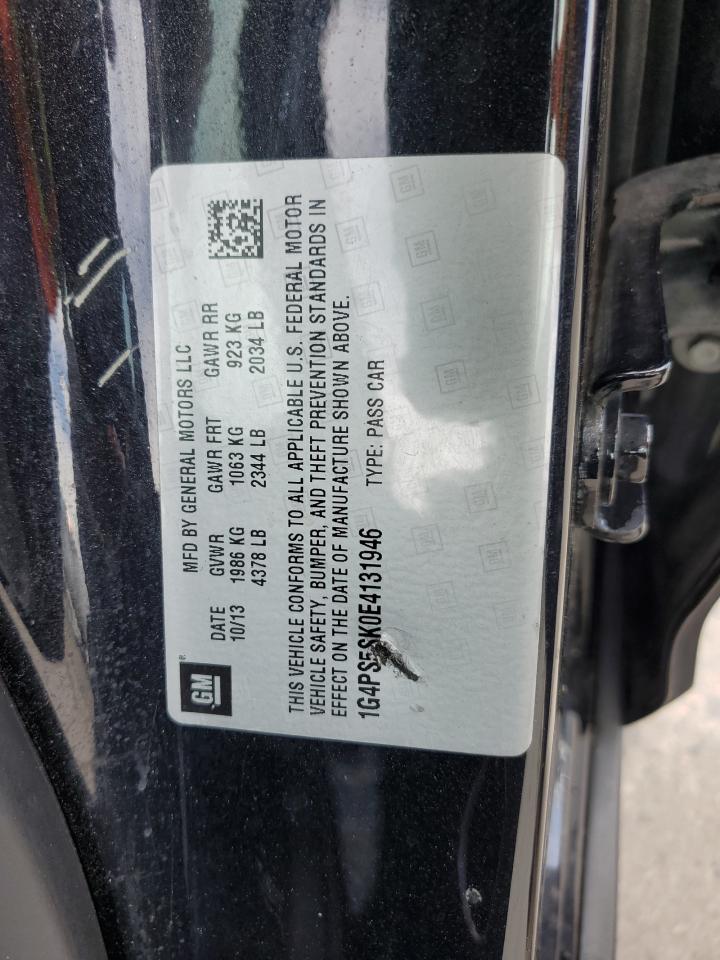 GM®
MFD BY GENERAL MOTORS LLC
DATE GVWR GAWR FRT GAWR RR
10/13 1986 KG 1063 KG 923 KG
4378 LB 2344 LB 2034 LB
THIS VEHICLE CONFORMS TO ALL APPLICABLE U.S. FEDERAL MOTOR
VEHICLE SAFETY, BUMPER, AND THEFT PREVENTION STANDARDS IN
EFFECT ON THE DATE OF MANUFACTURE SHOWN ABOVE.
1G4PS5SK0E4131946 TYPE: PASS CAR